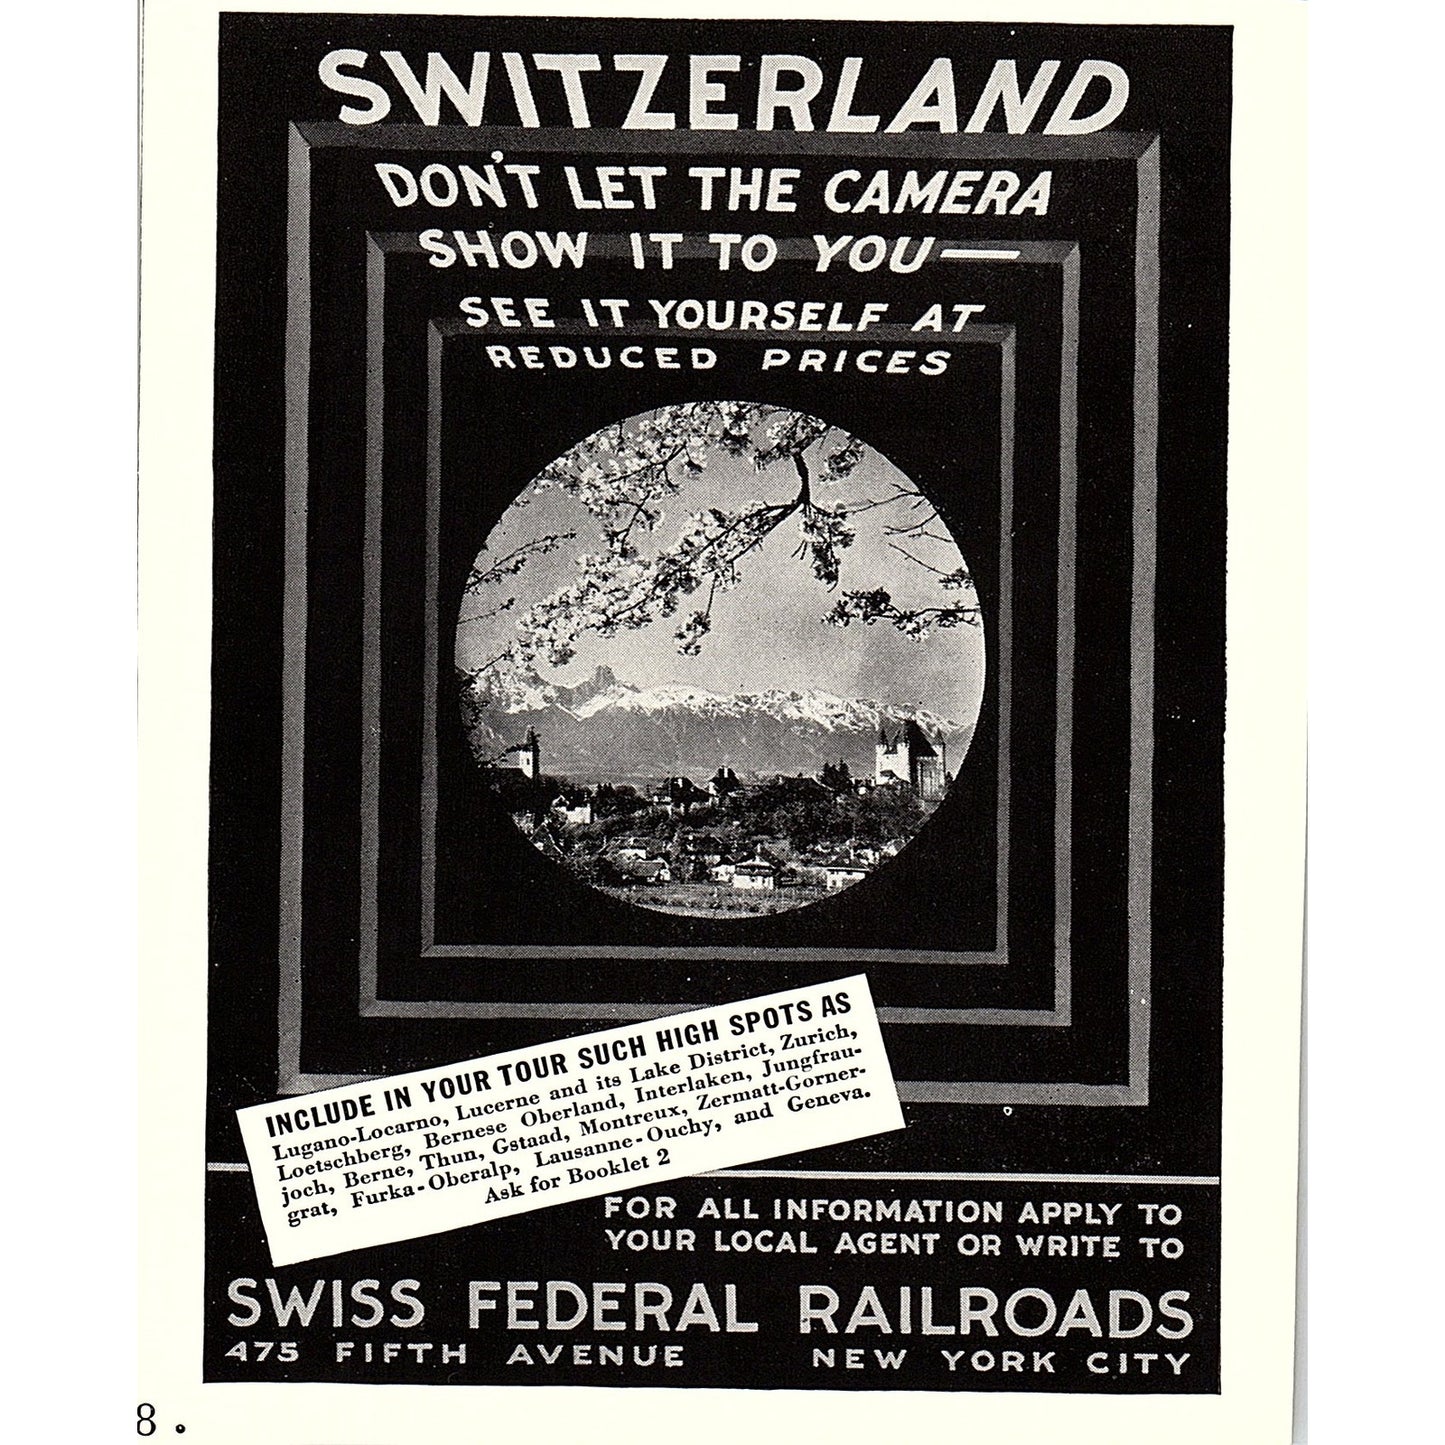 SWITZERLAND
DON'T LET THE CAMERA
SHOW IT TO YOU—
SEE IT YOURSELF AT
REDUCED PRICES
INCLUDE IN YOUR TOUR SUCH HIGH SPOTS AS
Lugano-Locarno, Lucerne and its Lake District, Zurich,
Loetschberg, Bernese Oberland, Interlaken, Jungfrau-
joch, Berne, Thun, Gstaad, Montreux, Zermatt-Gorner-
grat, Furka-Oberalp, Lausanne-Ouchy, and Geneva.
Ask for Booklet 2
FOR ALL INFORMATION APPLY TO
YOUR LOCAL AGENT OR WRITE TO
SWISS FEDERAL RAILROADS
475 FIFTH AVENUE NEW YORK CITY
8 •